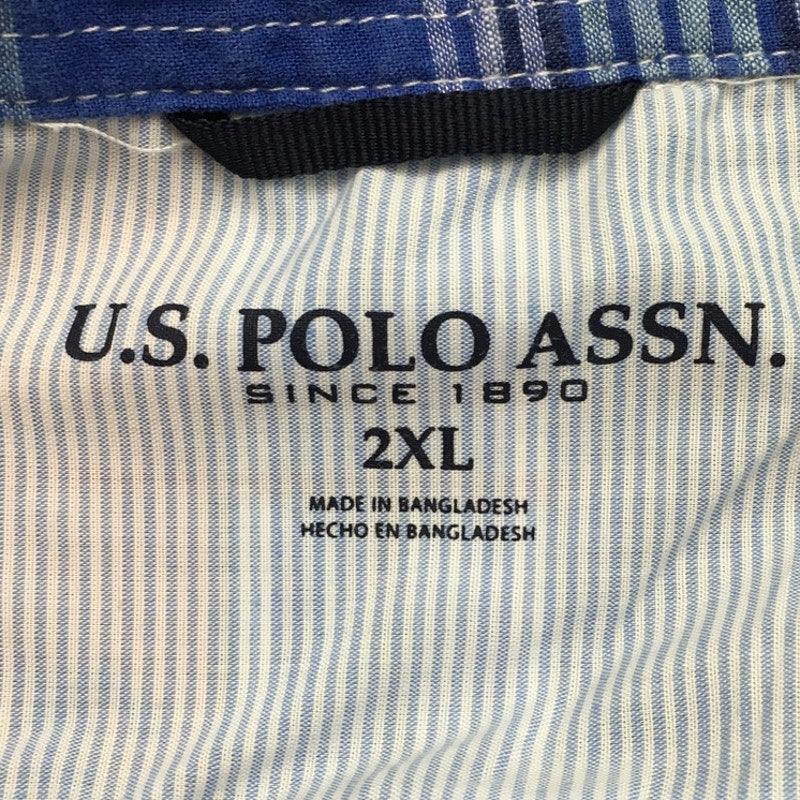 U.S. POLO ASSN.
SINCE 1890
2XL
MADE IN BANGLADESH
HECHO EN BANGLADESH